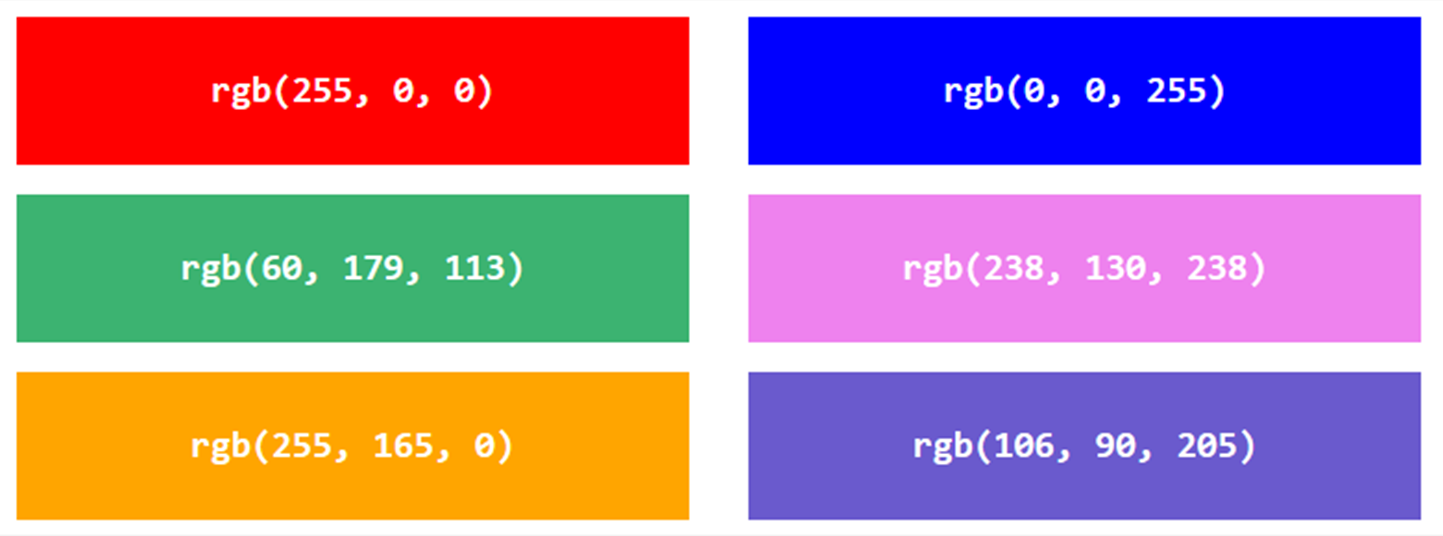 rgb(255, 0, 0)
rgb(0, 0, 255)
rgb(60, 179, 113)
rgb(238, 130, 238)
rgb(255, 165, 0)
rgb(106, 90, 205)